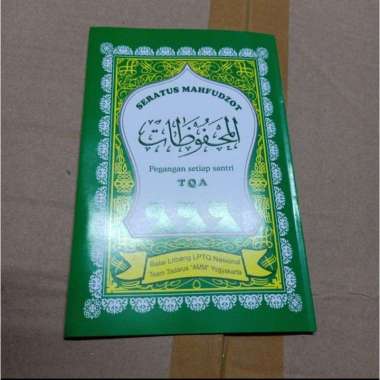 SERATUS MAHFUDZOT
المحفوظات
Pegangan setiap santri
TQA
Balai Litbang LPTQ Nasional
Team Tadarus "AMM" Yogyakarta